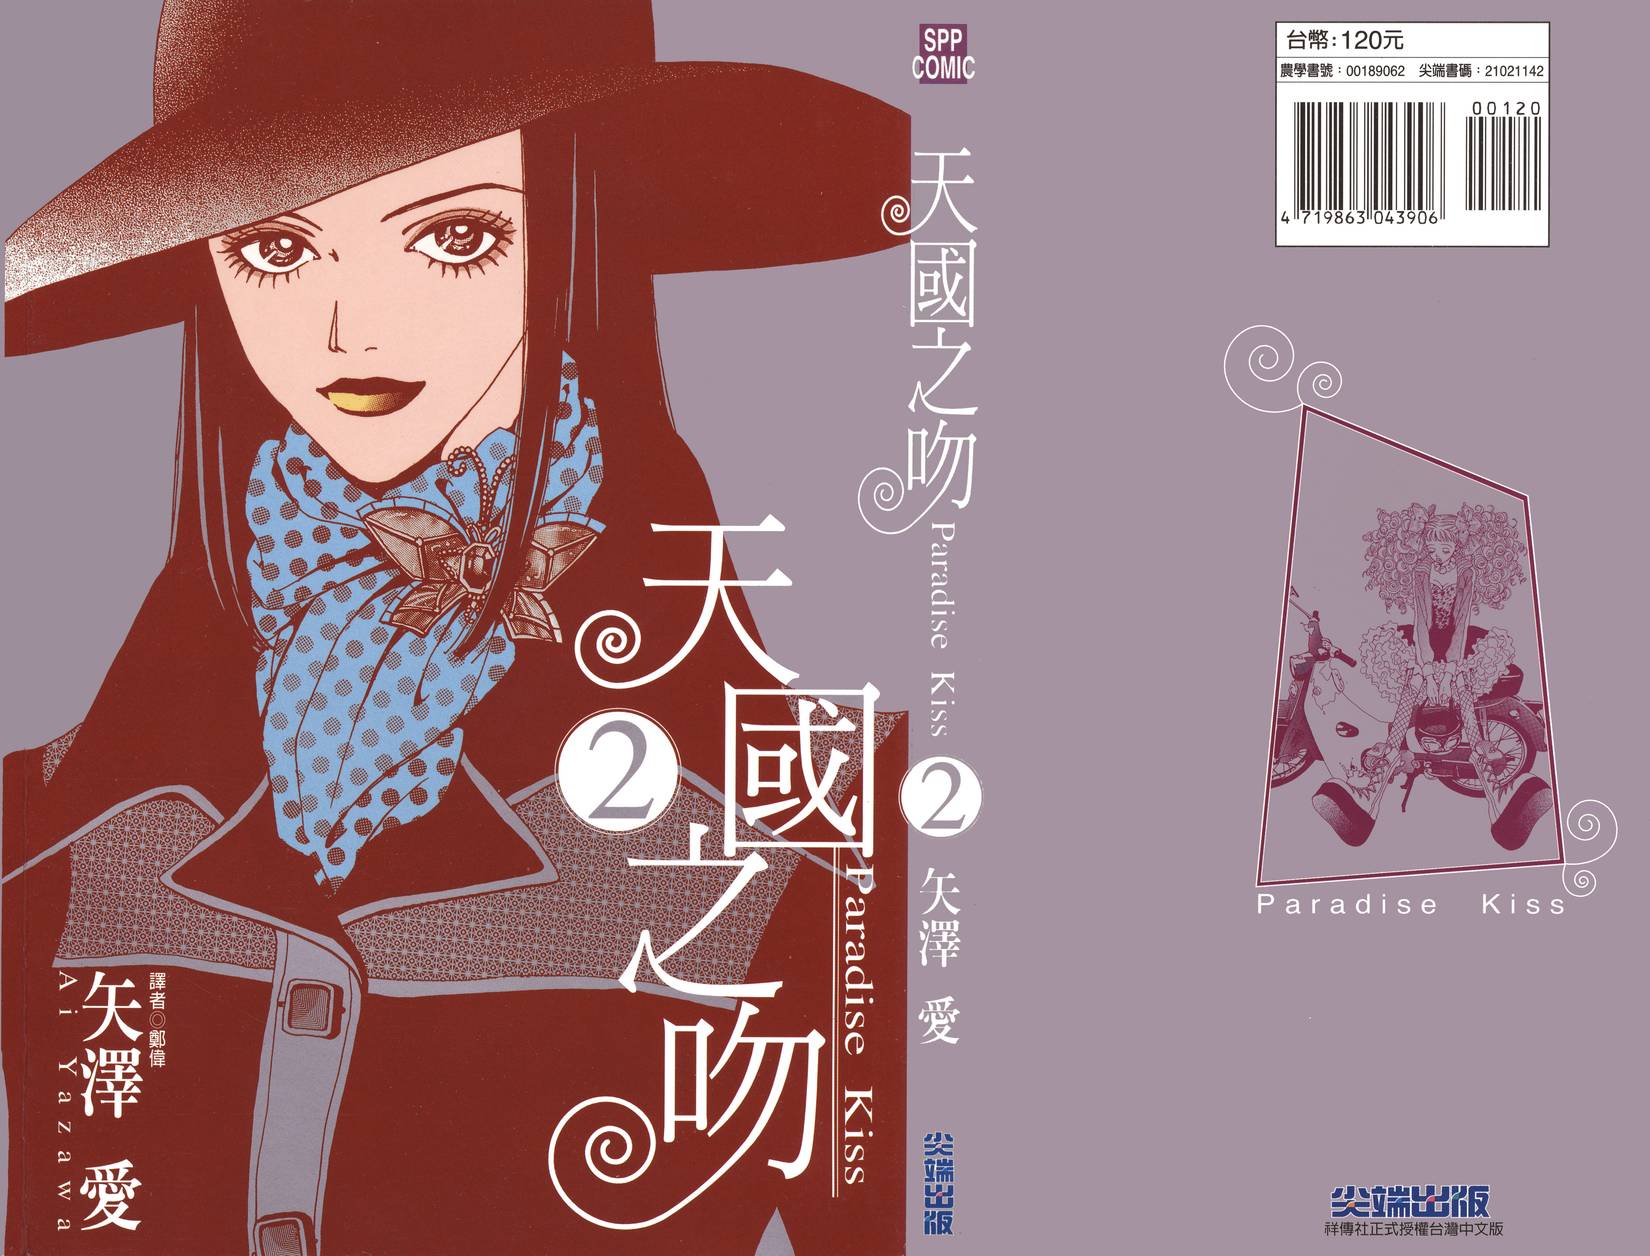 天國之吻
2
Paradise Kiss
譯者◎鄭偉
矢澤 愛
Ai Yazawa
SPP
COMIC
天國之吻
Paradise Kiss
2
矢澤 愛
尖端出版
台幣:120元
農學書號：00189062 尖端書碼：21021142
00120
4 719863 043906
Paradise Kiss
尖端出版
祥傳社正式授權台灣中文版